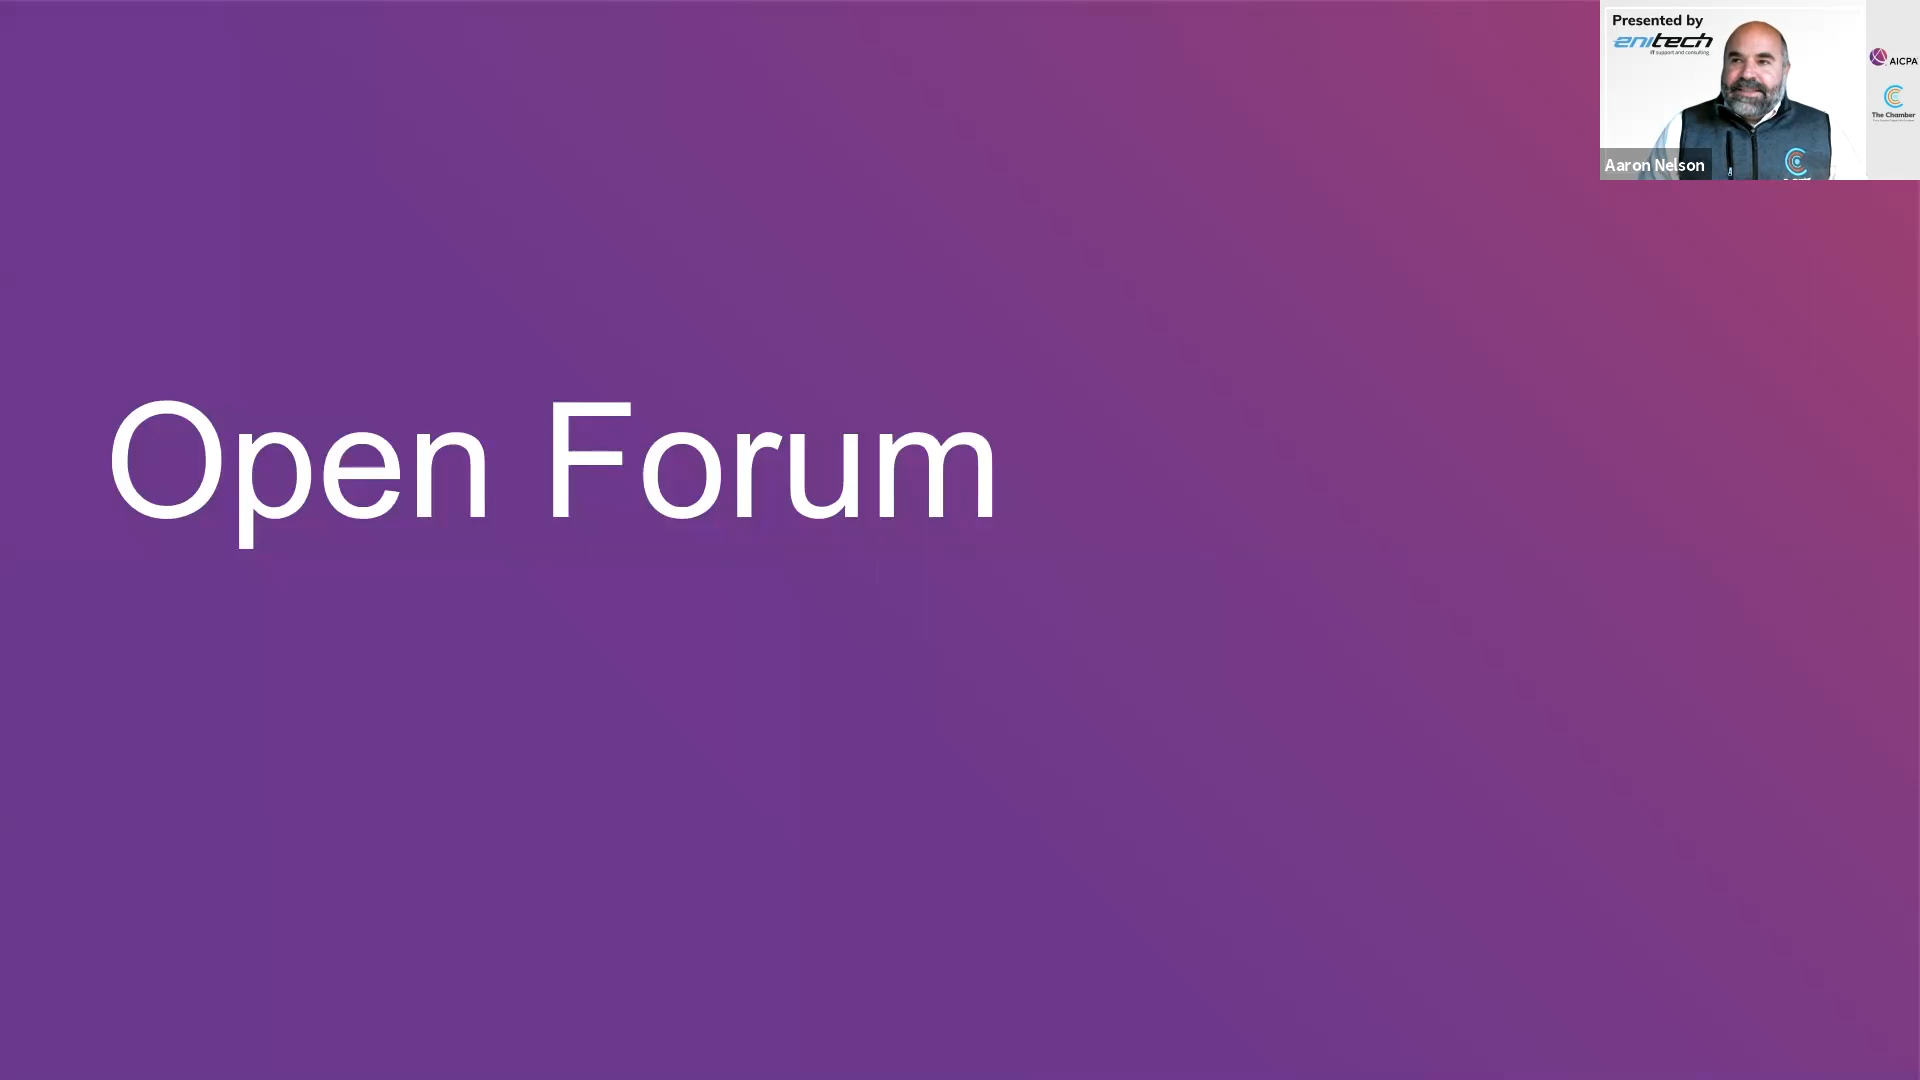 Open Forum
Presented by
enitech
IT support and consulting
Aaron Nelson
AICPA
The Chamber